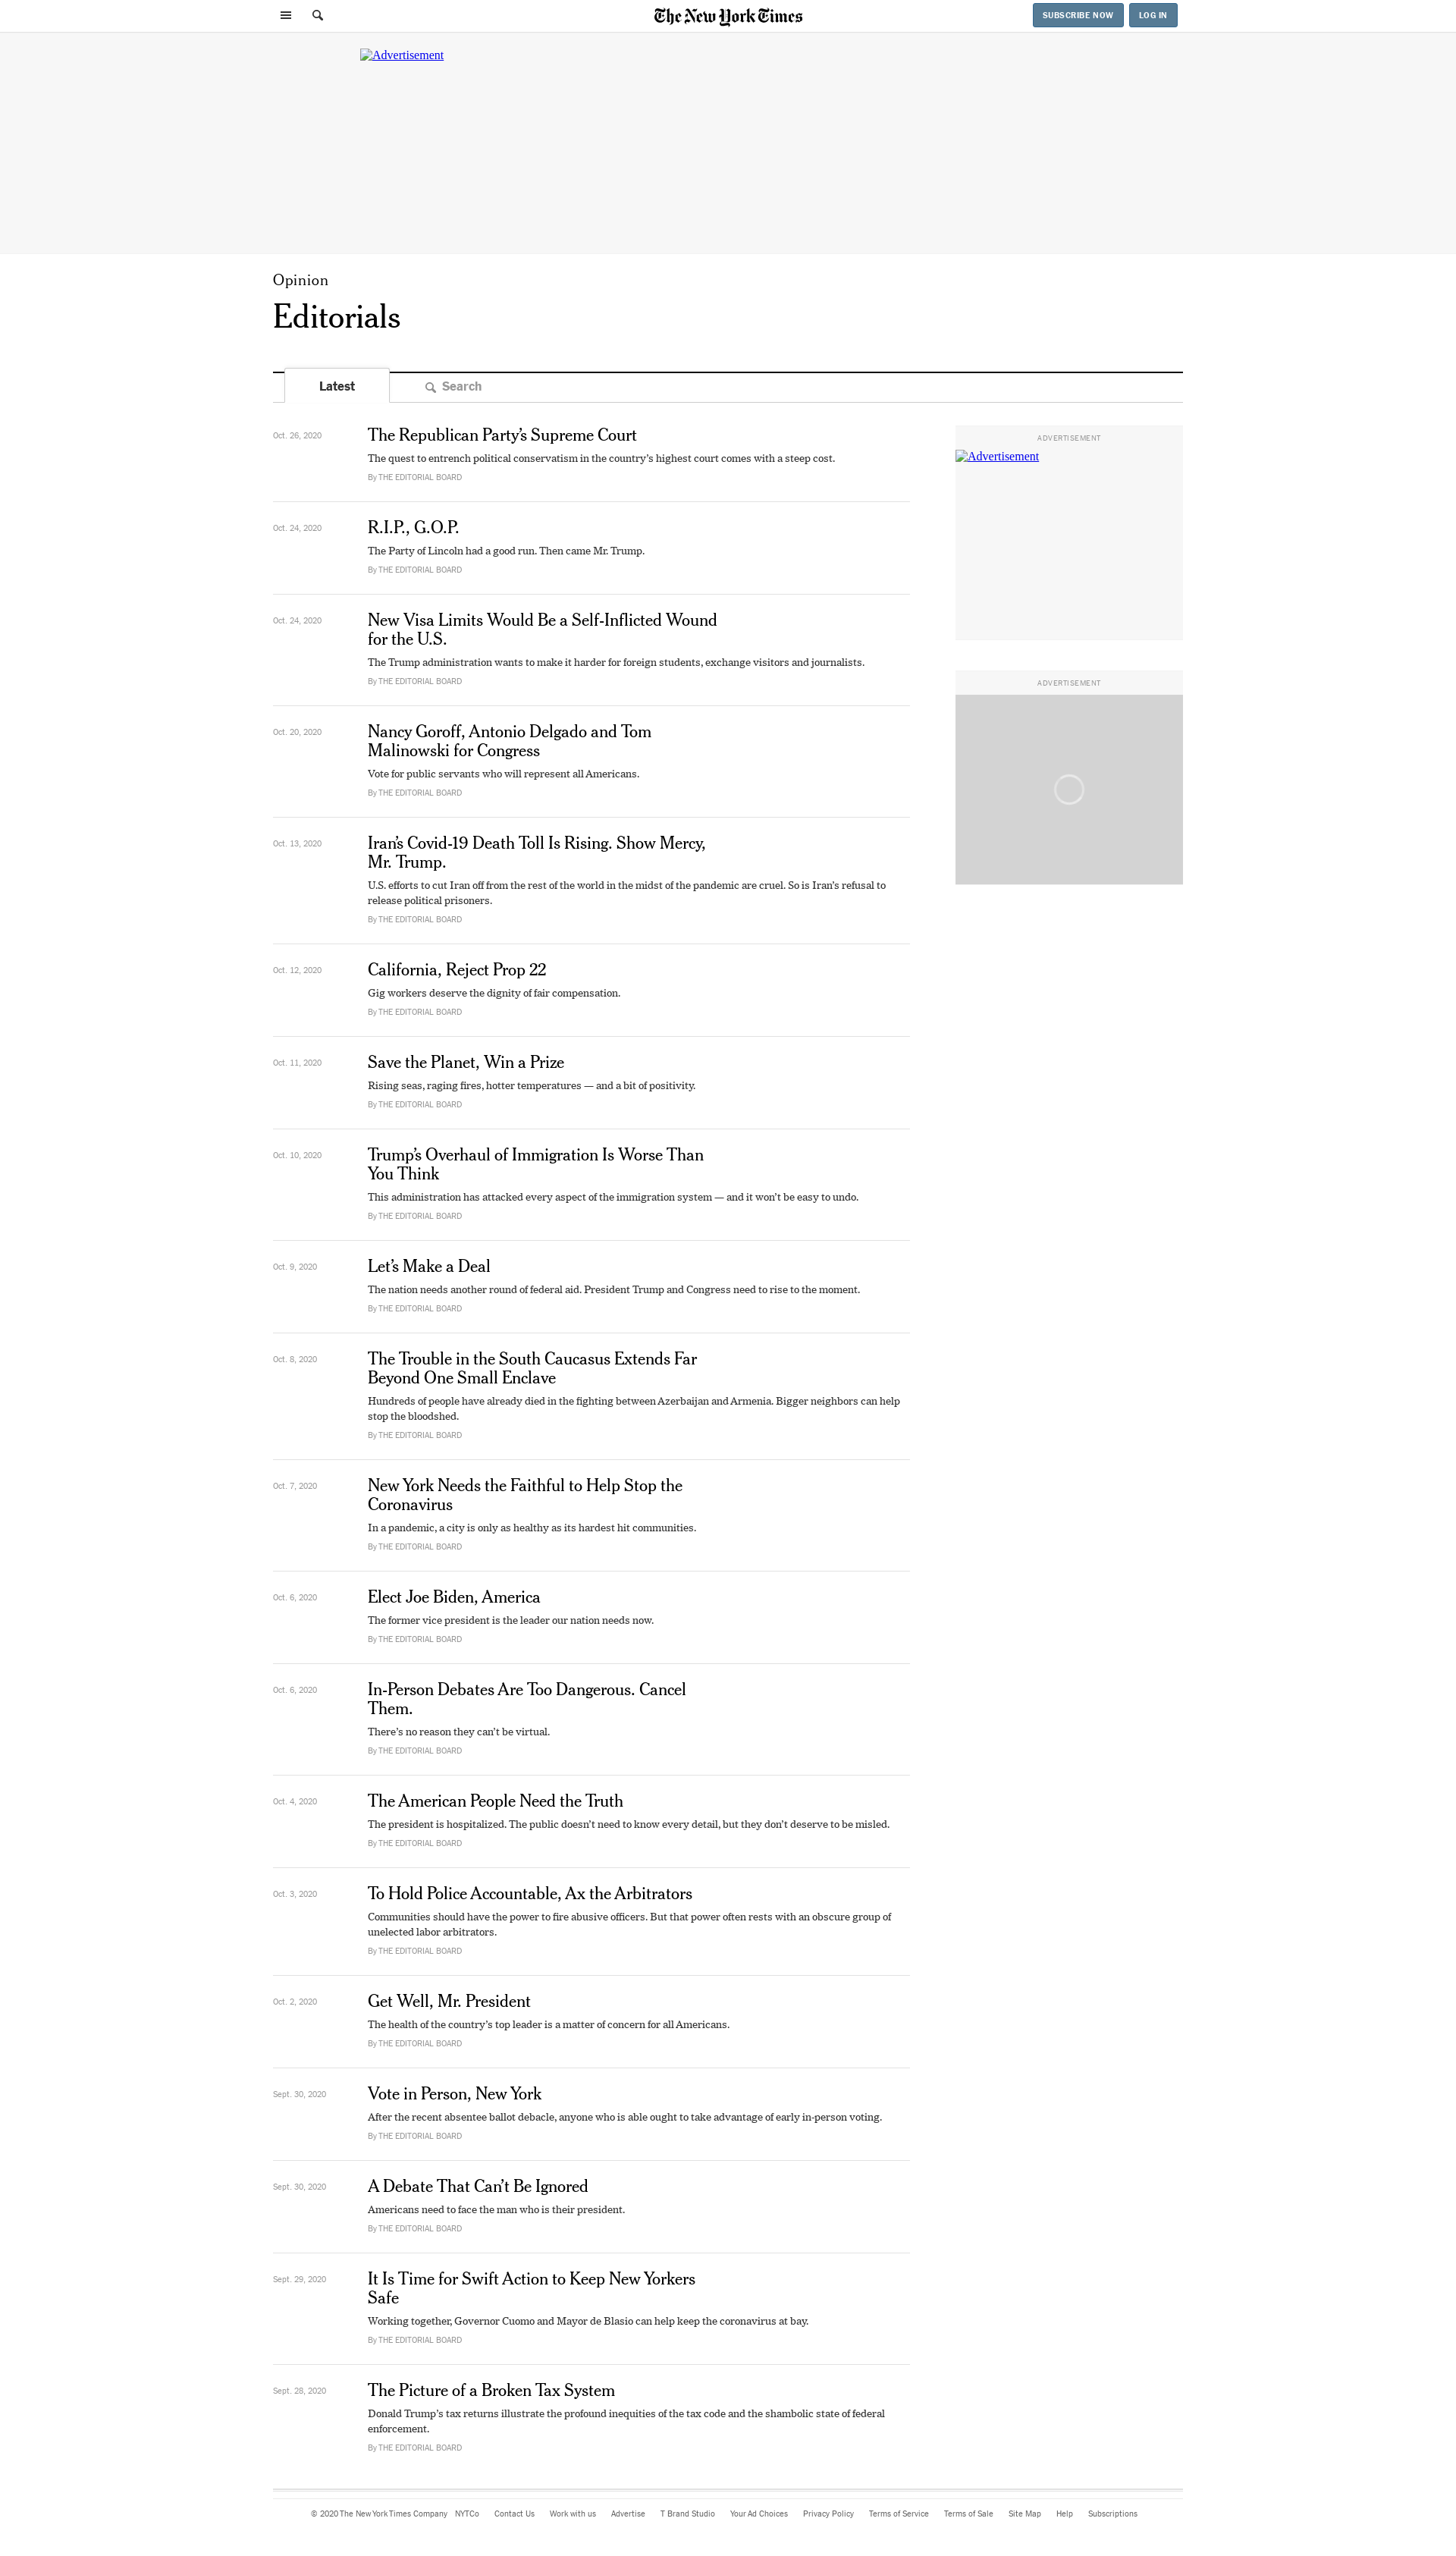 The New York Times
SUBSCRIBE NOW
LOG IN
Advertisement
Opinion
Editorials
Latest
Search
Oct. 26, 2020
The Republican Party’s Supreme Court
The quest to entrench political conservatism in the country’s highest court comes with a steep cost.
By THE EDITORIAL BOARD
Oct. 24, 2020
R.I.P., G.O.P.
The Party of Lincoln had a good run. Then came Mr. Trump.
By THE EDITORIAL BOARD
Oct. 24, 2020
New Visa Limits Would Be a Self-Inflicted Wound
for the U.S.
The Trump administration wants to make it harder for foreign students, exchange visitors and journalists.
By THE EDITORIAL BOARD
Oct. 20, 2020
Nancy Goroff, Antonio Delgado and Tom
Malinowski for Congress
Vote for public servants who will represent all Americans.
By THE EDITORIAL BOARD
Oct. 13, 2020
Iran’s Covid-19 Death Toll Is Rising. Show Mercy,
Mr. Trump.
U.S. efforts to cut Iran off from the rest of the world in the midst of the pandemic are cruel. So is Iran’s refusal to
release political prisoners.
By THE EDITORIAL BOARD
Oct. 12, 2020
California, Reject Prop 22
Gig workers deserve the dignity of fair compensation.
By THE EDITORIAL BOARD
Oct. 11, 2020
Save the Planet, Win a Prize
Rising seas, raging fires, hotter temperatures — and a bit of positivity.
By THE EDITORIAL BOARD
Oct. 10, 2020
Trump’s Overhaul of Immigration Is Worse Than
You Think
This administration has attacked every aspect of the immigration system — and it won’t be easy to undo.
By THE EDITORIAL BOARD
Oct. 9, 2020
Let’s Make a Deal
The nation needs another round of federal aid. President Trump and Congress need to rise to the moment.
By THE EDITORIAL BOARD
Oct. 8, 2020
The Trouble in the South Caucasus Extends Far
Beyond One Small Enclave
Hundreds of people have already died in the fighting between Azerbaijan and Armenia. Bigger neighbors can help
stop the bloodshed.
By THE EDITORIAL BOARD
Oct. 7, 2020
New York Needs the Faithful to Help Stop the
Coronavirus
In a pandemic, a city is only as healthy as its hardest hit communities.
By THE EDITORIAL BOARD
Oct. 6, 2020
Elect Joe Biden, America
The former vice president is the leader our nation needs now.
By THE EDITORIAL BOARD
Oct. 6, 2020
In-Person Debates Are Too Dangerous. Cancel
Them.
There’s no reason they can’t be virtual.
By THE EDITORIAL BOARD
Oct. 4, 2020
The American People Need the Truth
The president is hospitalized. The public doesn’t need to know every detail, but they don’t deserve to be misled.
By THE EDITORIAL BOARD
Oct. 3, 2020
To Hold Police Accountable, Ax the Arbitrators
Communities should have the power to fire abusive officers. But that power often rests with an obscure group of
unelected labor arbitrators.
By THE EDITORIAL BOARD
Oct. 2, 2020
Get Well, Mr. President
The health of the country’s top leader is a matter of concern for all Americans.
By THE EDITORIAL BOARD
Sept. 30, 2020
Vote in Person, New York
After the recent absentee ballot debacle, anyone who is able ought to take advantage of early in-person voting.
By THE EDITORIAL BOARD
Sept. 30, 2020
A Debate That Can’t Be Ignored
Americans need to face the man who is their president.
By THE EDITORIAL BOARD
Sept. 29, 2020
It Is Time for Swift Action to Keep New Yorkers
Safe
Working together, Governor Cuomo and Mayor de Blasio can help keep the coronavirus at bay.
By THE EDITORIAL BOARD
Sept. 28, 2020
The Picture of a Broken Tax System
Donald Trump’s tax returns illustrate the profound inequities of the tax code and the shambolic state of federal
enforcement.
By THE EDITORIAL BOARD
ADVERTISEMENT
Advertisement
ADVERTISEMENT
© 2020 The New York Times Company NYTCo Contact Us Work with us Advertise T Brand Studio Your Ad Choices Privacy Policy Terms of Service Terms of Sale Site Map Help Subscriptions